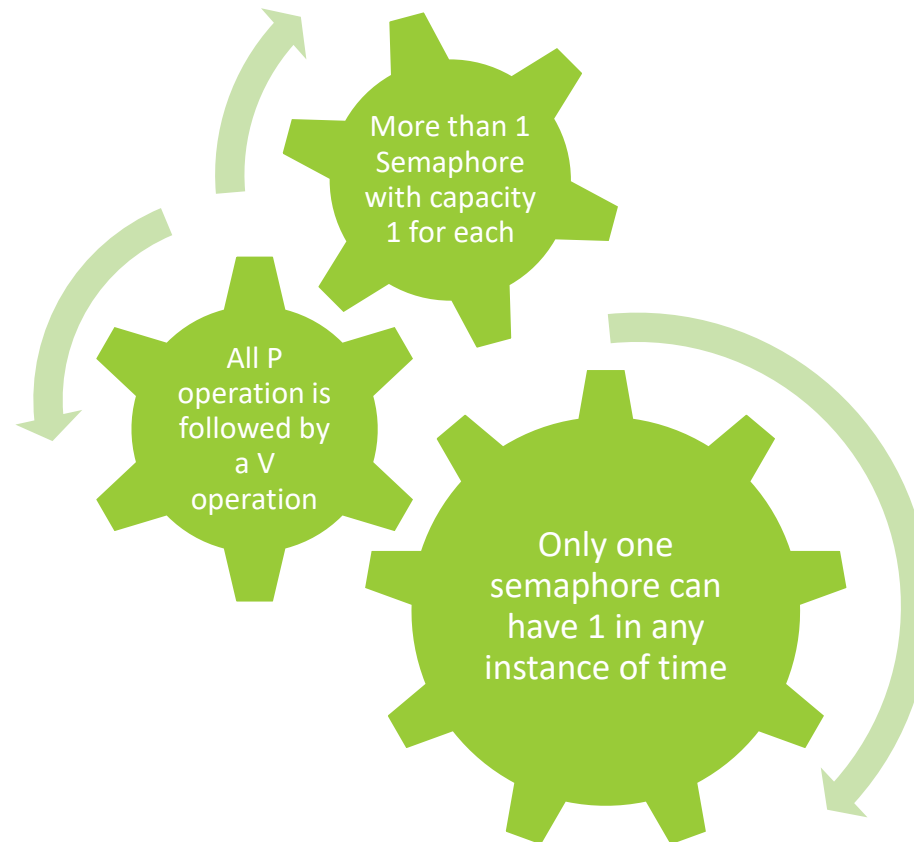 More than 1
Semaphore
with capacity
1 for each
All P
operation is
followed by
a V
operation
Only one
semaphore can
have 1 in any
instance of time